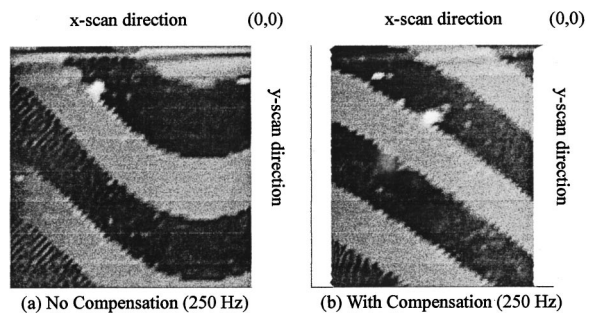 x-scan direction (0,0)
y-scan direction
(a) No Compensation (250 Hz)
x-scan direction (0,0)
y-scan direction
(b) With Compensation (250 Hz)